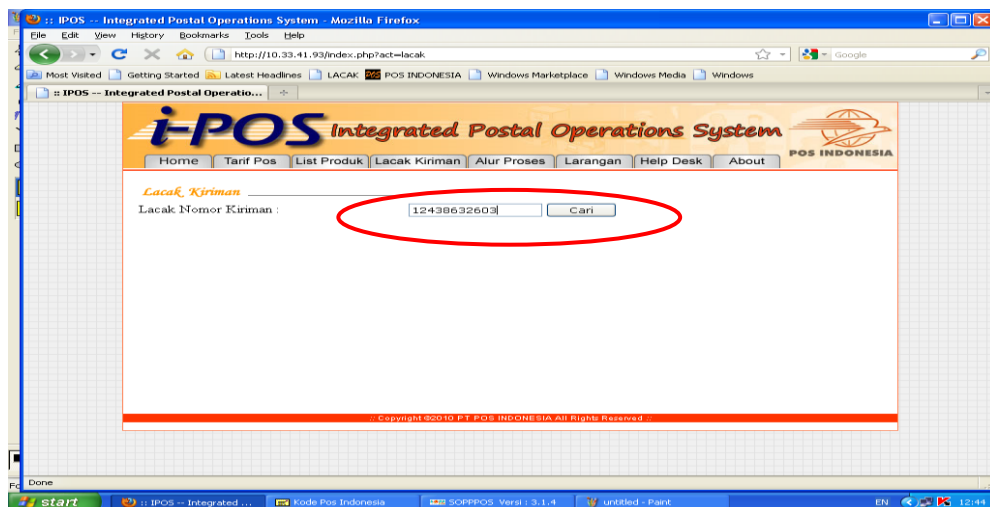 :: IPOS -- Integrated Postal Operations System - Mozilla Firefox
File Edit View History Bookmarks Tools Help
http://10.33.41.93/index.php?act=lacak
Google
Most Visited Getting Started Latest Headlines LACAK POS INDONESIA Windows Marketplace Windows Media Windows
:: IPOS -- Integrated Postal Operatio...
i-POS Integrated Postal Operations System
POS INDONESIA
Home Tarif Pos List Produk Lacak Kiriman Alur Proses Larangan Help Desk About
Lacak Kiriman
Lacak Nomor Kiriman : 12438632603 Cari
:: Copyright ©2010 PT POS INDONESIA All Rights Reserved ::
Done
start :: IPOS -- Integrated ... Kode Pos Indonesia SOPPPOS Versi : 3.1.4 untitled - Paint EN 12:44